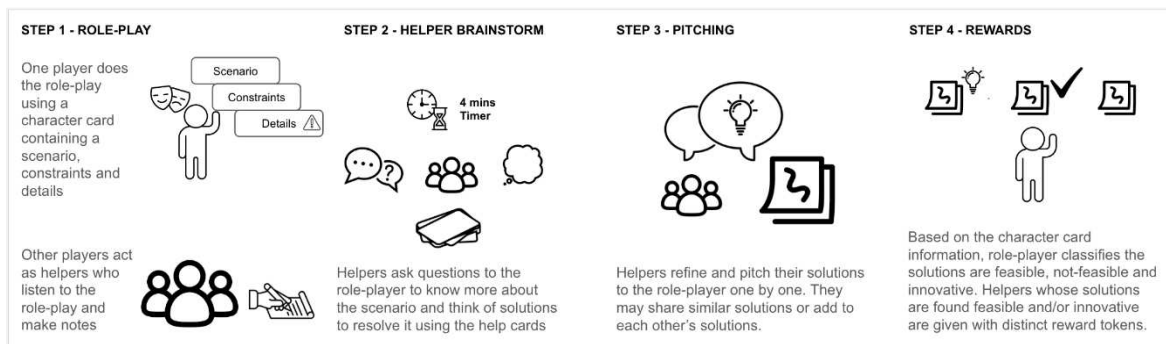 STEP 1 - ROLE-PLAY
One player does
the role-play
using a
character card
containing a
scenario,
constraints and
details
Scenario
Constraints
Details
Other players act
as helpers who
listen to the
role-play and
make notes
STEP 2 - HELPER BRAINSTORM
4 mins
Timer
?
Helpers ask questions to the
role-player to know more about
the scenario and think of solutions
to resolve it using the help cards
STEP 3 - PITCHING
Helpers refine and pitch their solutions
to the role-player one by one. They
may share similar solutions or add to
each other's solutions.
STEP 4 - REWARDS
Based on the character card
information, role-player classifies the
solutions are feasible, not-feasible and
innovative. Helpers whose solutions
are found feasible and/or innovative
are given with distinct reward tokens.